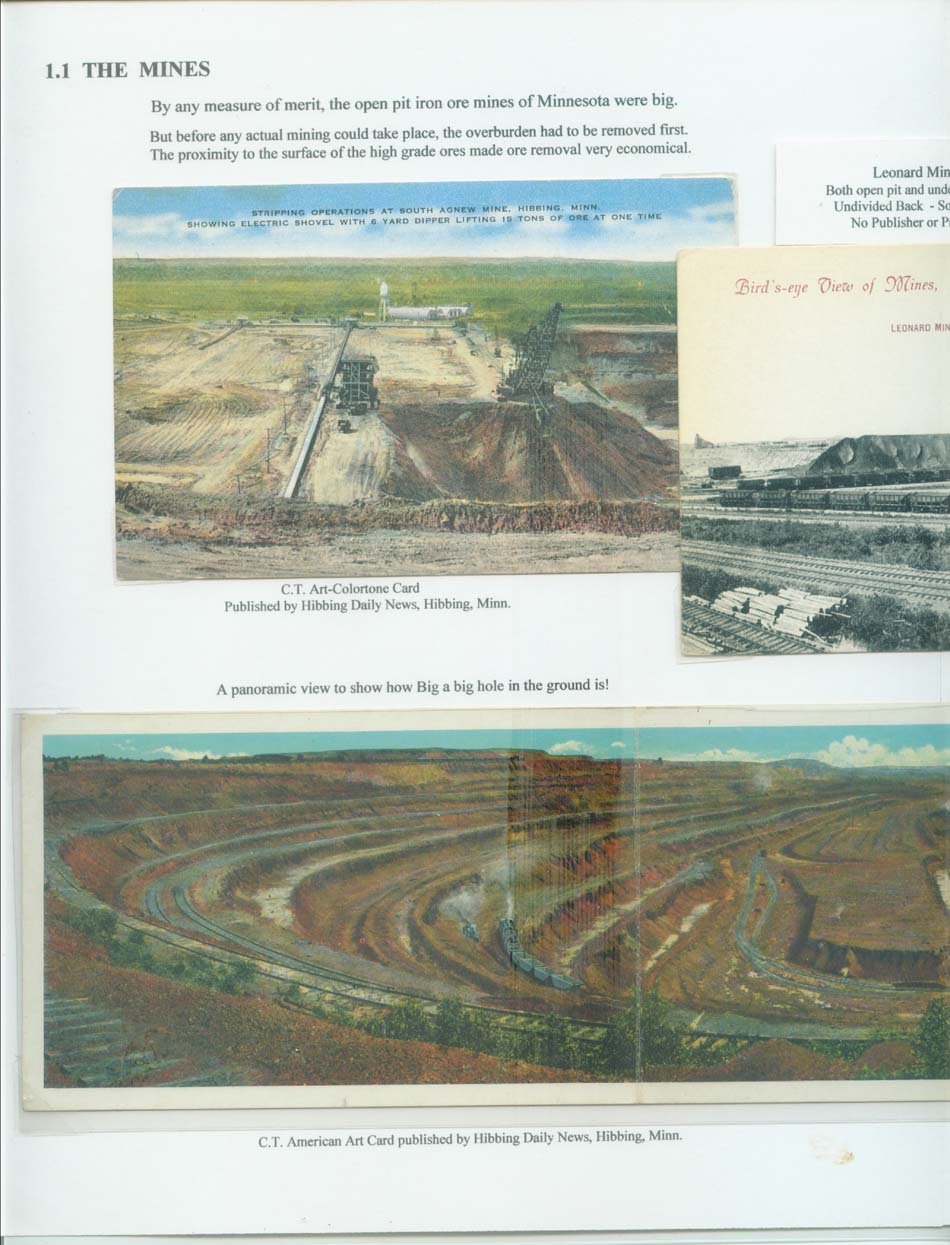 1.1 THE MINES
By any measure of merit, the open pit iron ore mines of Minnesota were big.
But before any actual mining could take place, the overburden had to be removed first.
The proximity to the surface of the high grade ores made ore removal very economical.
Leonard Min
Both open pit and unde
Undivided Back - So
No Publisher or P
STRIPPING OPERATIONS AT SOUTH AGNEW MINE, HIBBING, MINN.
SHOWING ELECTRIC SHOVEL WITH 6 YARD DIPPER LIFTING 15 TONS OF ORE AT ONE TIME
Bird's-eye View of Mines,
LEONARD MIN
C.T. Art-Colortone Card
Published by Hibbing Daily News, Hibbing, Minn.
A panoramic view to show how Big a big hole in the ground is!
C.T. American Art Card published by Hibbing Daily News, Hibbing, Minn.